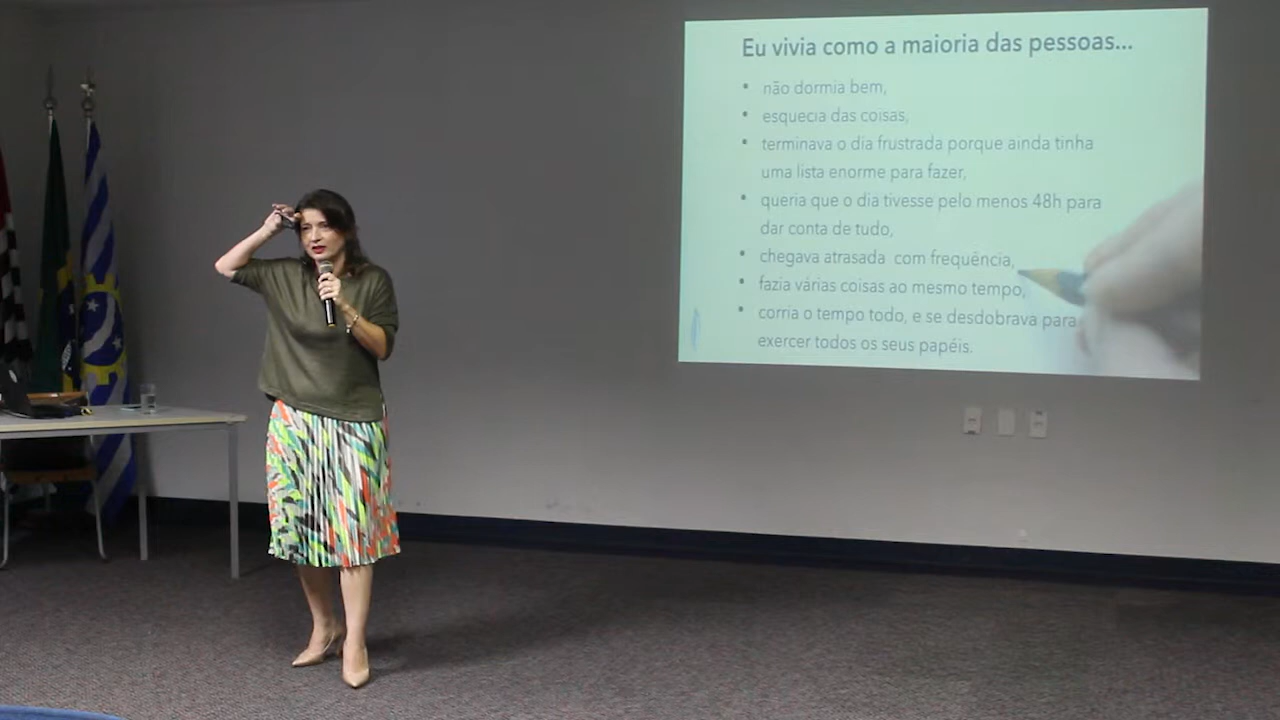 Eu vivia como a maioria das pessoas...
• não dormia bem,
• esquecia das coisas,
• terminava o dia frustrada porque ainda tinha
uma lista enorme para fazer,
• queria que o dia tivesse pelo menos 48h para
dar conta de tudo,
• chegava atrasada com frequência,
• fazia várias coisas ao mesmo tempo,
• corria o tempo todo, e se desdobrava para
exercer todos os seus papéis.